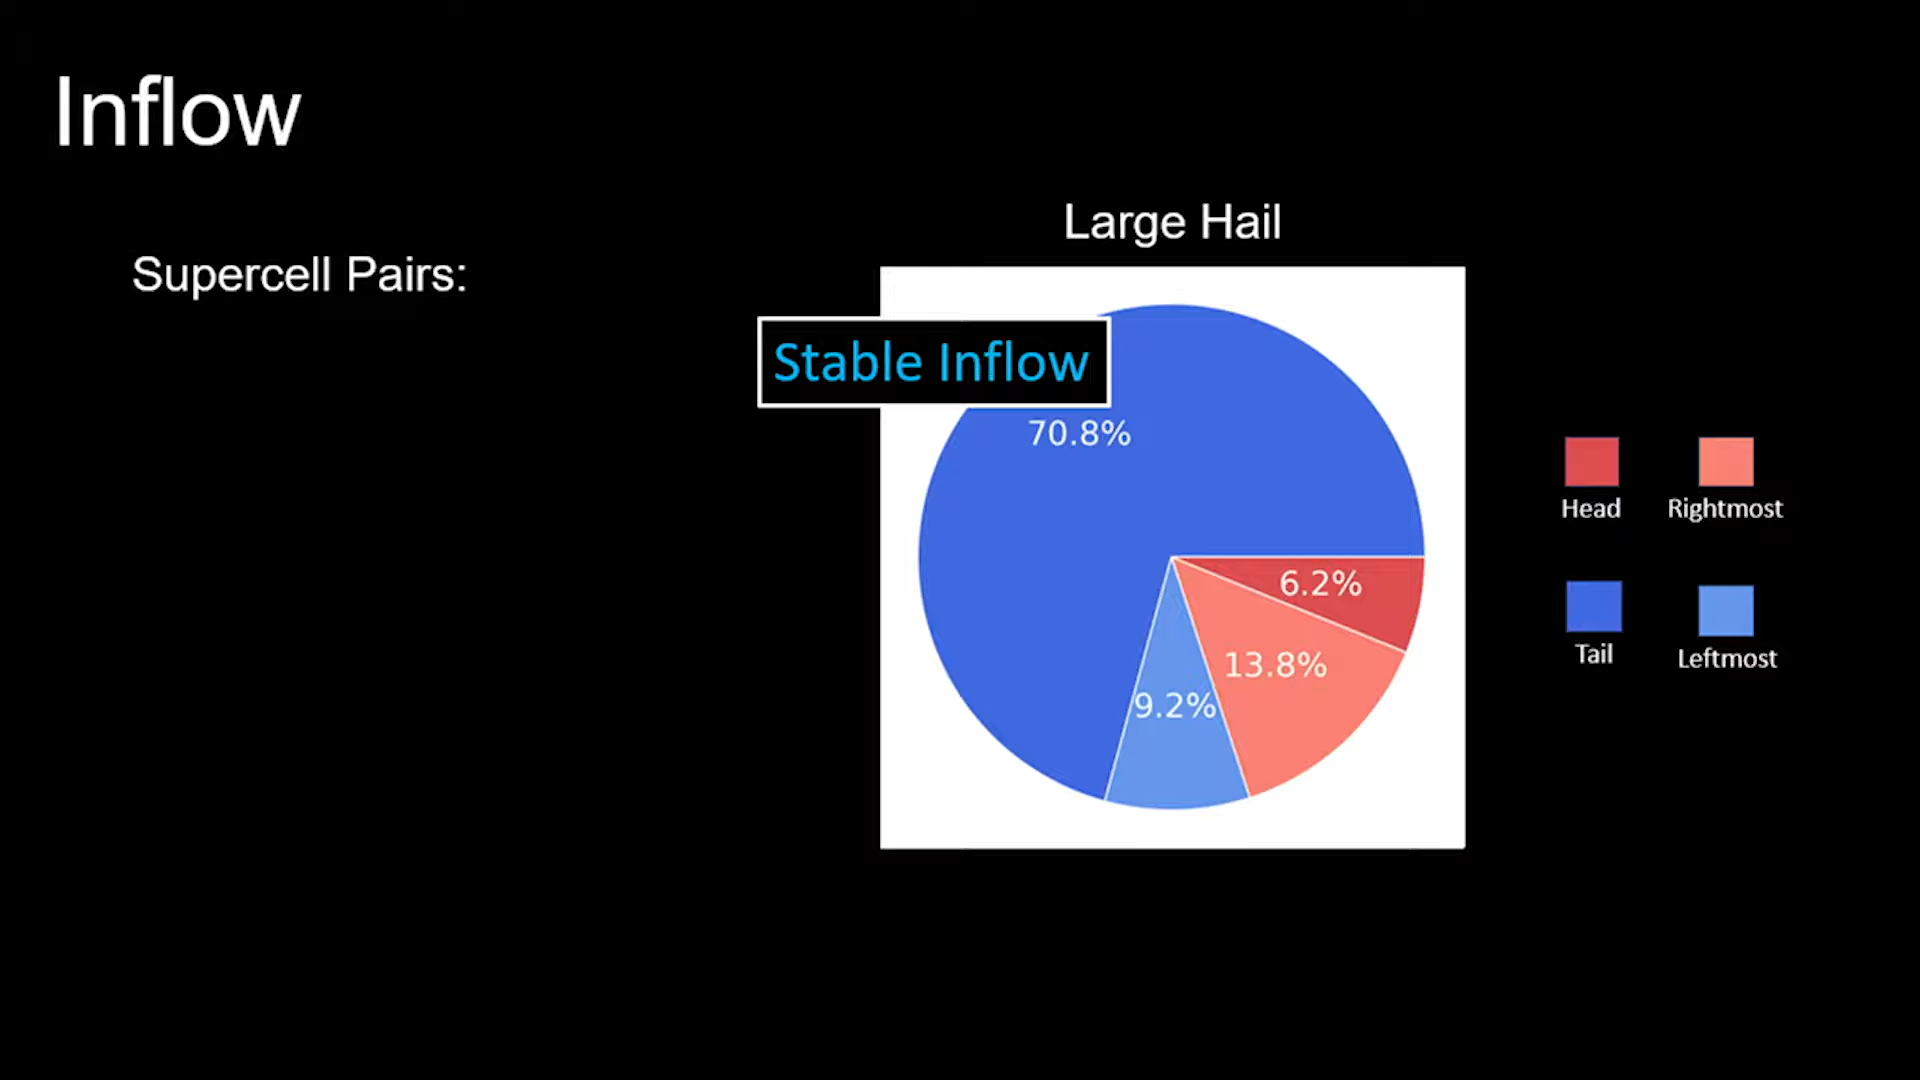 Inflow
Supercell Pairs:
Large Hail
Stable Inflow
70.8%
6.2%
13.8%
9.2%
Head
Rightmost
Tail
Leftmost